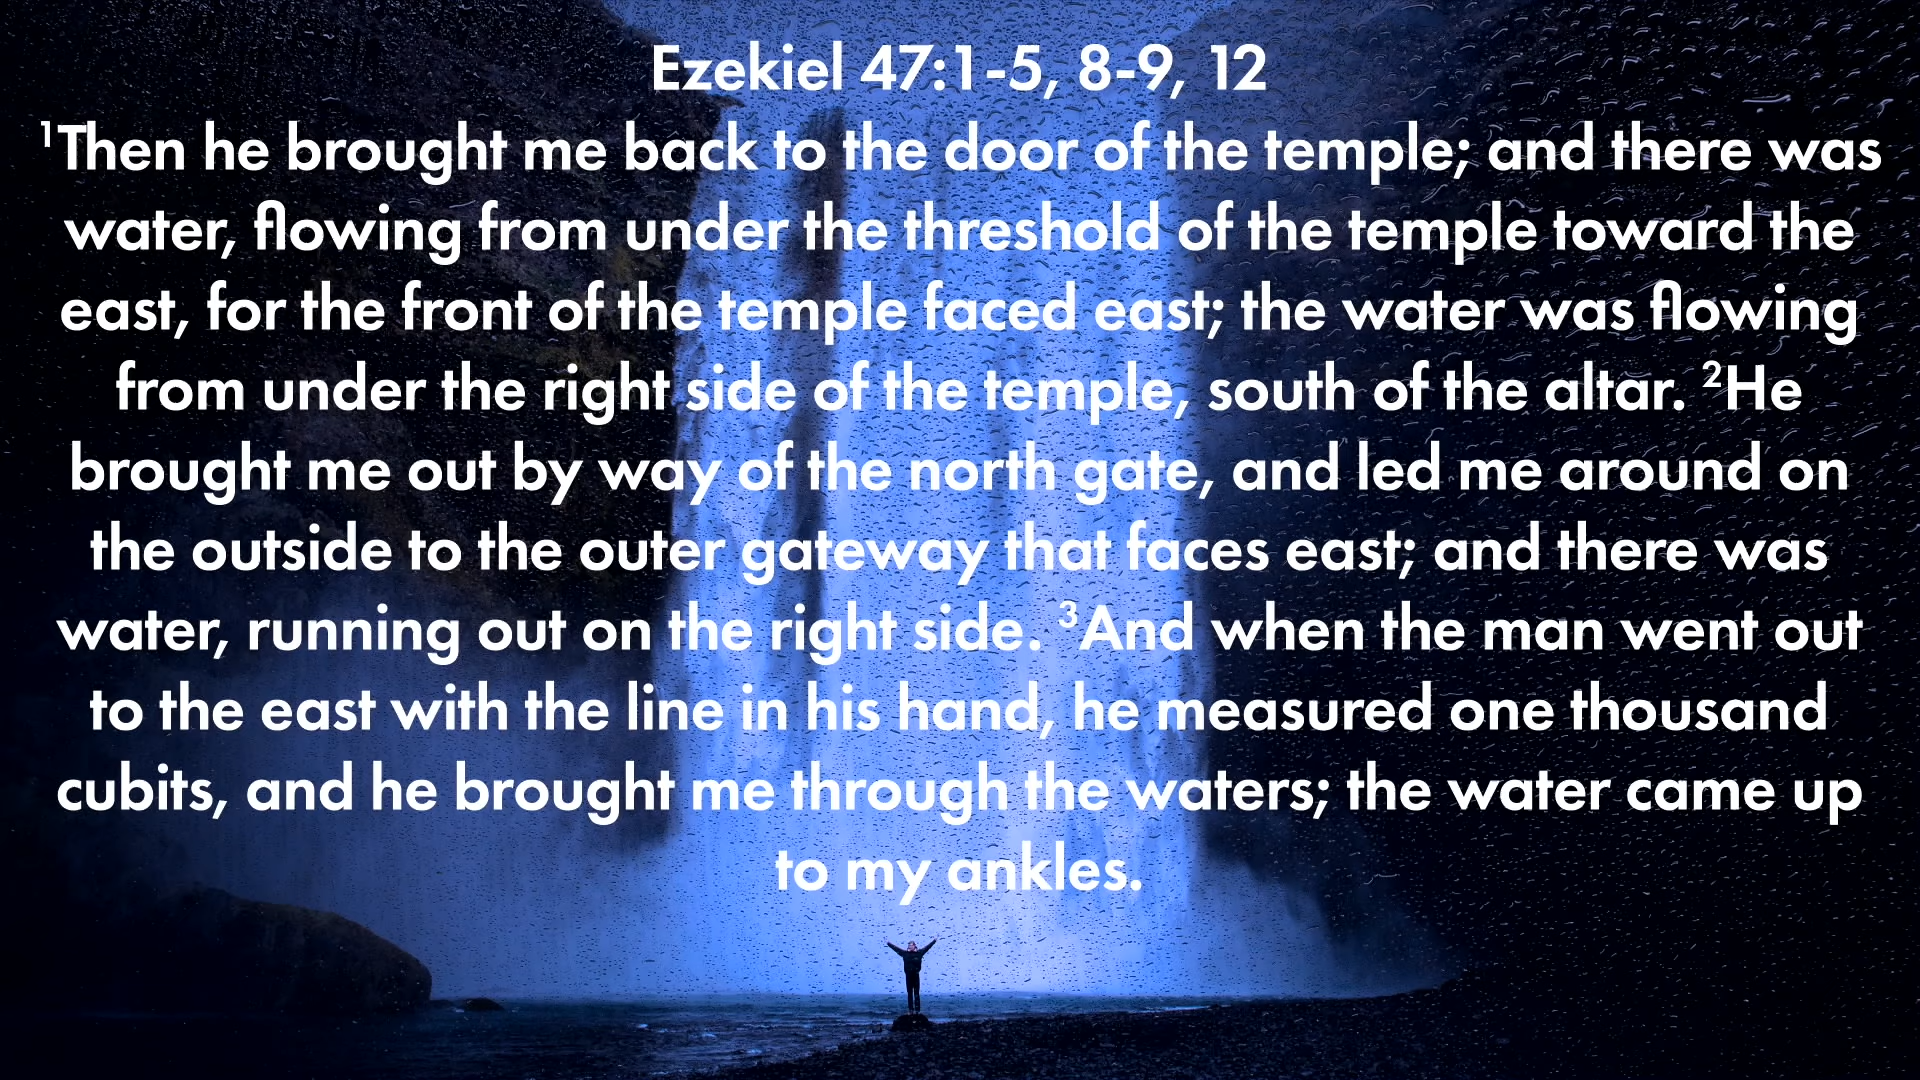 Ezekiel 47:1-5, 8-9, 12
¹Then he brought me back to the door of the temple; and there was
water, flowing from under the threshold of the temple toward the
east, for the front of the temple faced east; the water was flowing
from under the right side of the temple, south of the altar. ²He
brought me out by way of the north gate, and led me around on
the outside to the outer gateway that faces east; and there was
water, running out on the right side. ³And when the man went out
to the east with the line in his hand, he measured one thousand
cubits, and he brought me through the waters; the water came up
to my ankles.